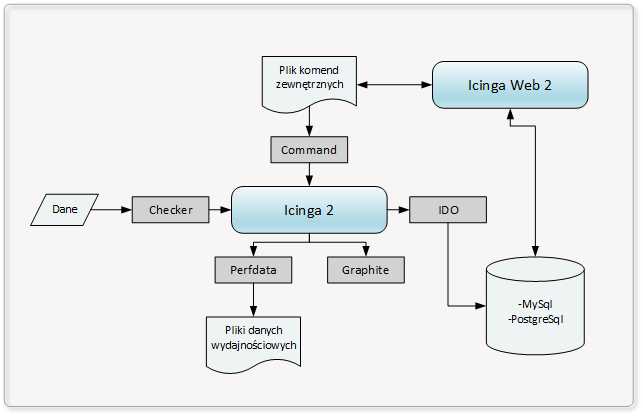 Plik komend
zewnętrznych
Icinga Web 2
Command
Dane
Checker
Icinga 2
IDO
Perfdata
Graphite
-MySql
-PostgreSql
Pliki danych
wydajnościowych